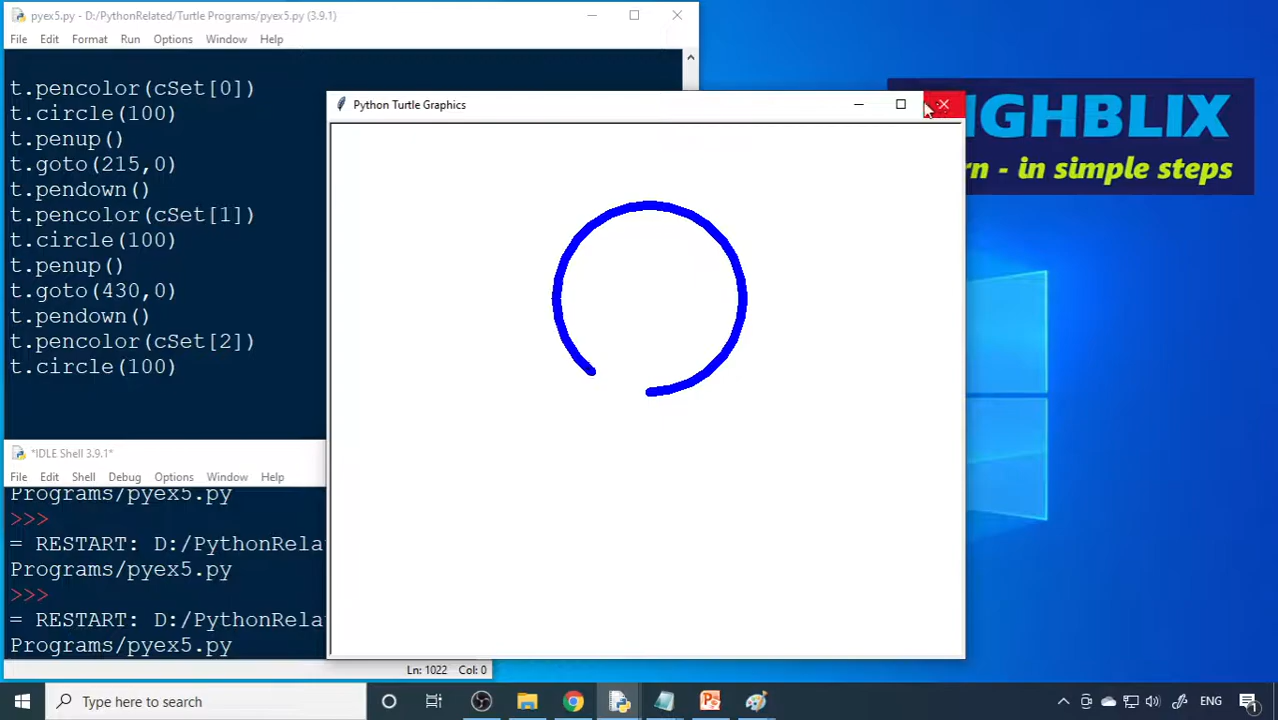 pyex5.py - D:/PythonRelated/Turtle Programs/pyex5.py (3.9.1)
File Edit Format Run Options Window Help
t.pencolor(cSet[0])
t.circle(100)
t.penup()
t.goto(215,0)
t.pendown()
t.pencolor(cSet[1])
t.circle(100)
t.penup()
t.goto(430,0)
t.pendown()
t.pencolor(cSet[2])
t.circle(100)
Python Turtle Graphics
IGHBLIX
rn - in simple steps
*IDLE Shell 3.9.1*
File Edit Shell Debug Options Window Help
Programs/pyex5.py
>>>
= RESTART: D:/PythonRela
Programs/pyex5.py
>>>
= RESTART: D:/PythonRela
Programs/pyex5.py
Ln: 1022 Col: 0
Type here to search
ENG
1